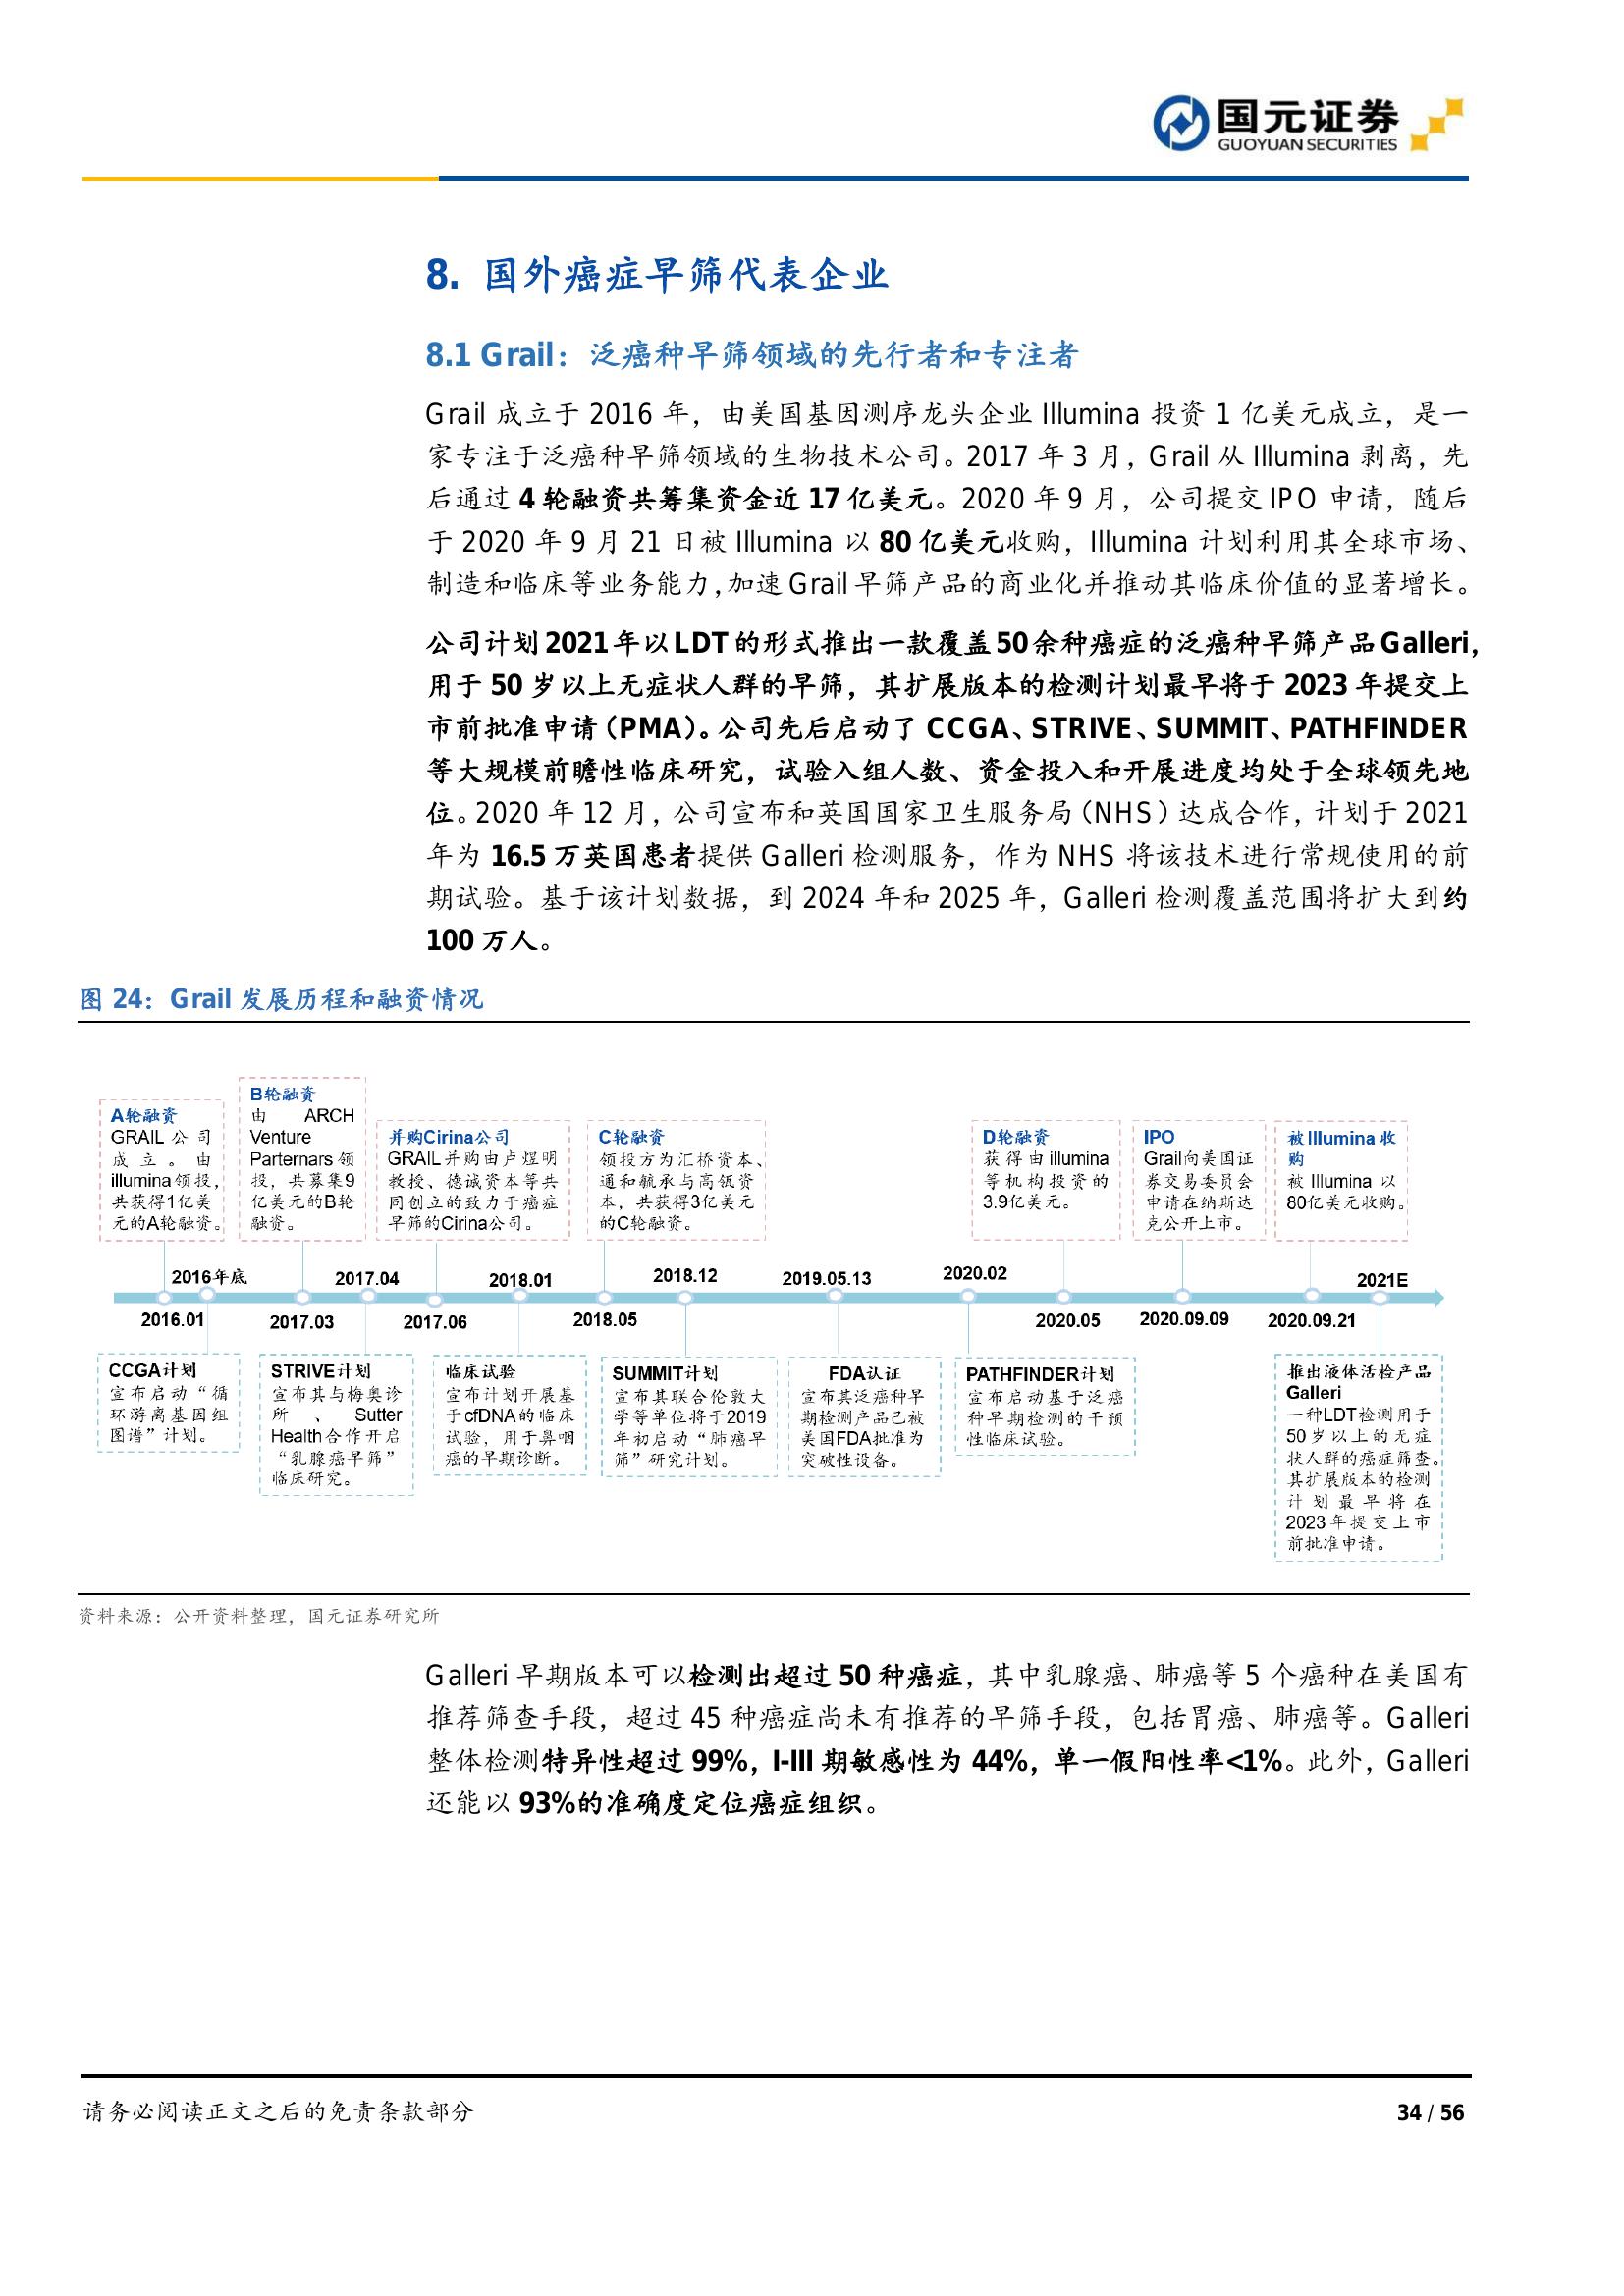 国元证券
GUOYUAN SECURITIES
8. 国外癌症早筛代表企业
8.1 Grail：泛癌种早筛领域的先行者和专注者
Grail 成立于 2016 年，由美国基因测序龙头企业 Illumina 投资 1 亿美元成立，是一
家专注于泛癌种早筛领域的生物技术公司。2017 年 3 月，Grail 从 Illumina 剥离，先
后通过 4 轮融资共筹集资金近 17 亿美元。2020 年 9 月，公司提交 IPO 申请，随后
于 2020 年 9 月 21 日被 Illumina 以 80 亿美元收购，Illumina 计划利用其全球市场、
制造和临床等业务能力，加速 Grail 早筛产品的商业化并推动其临床价值的显著增长。
公司计划 2021 年以 LDT 的形式推出一款覆盖 50 余种癌症的泛癌种早筛产品 Galleri，
用于 50 岁以上无症状人群的早筛，其扩展版本的检测计划最早将于 2023 年提交上
市前批准申请（PMA）。公司先后启动了 CCGA、STRIVE、SUMMIT、PATHFINDER
等大规模前瞻性临床研究，试验入组人数、资金投入和开展进度均处于全球领先地
位。2020 年 12 月，公司宣布和英国国家卫生服务局（NHS）达成合作，计划于 2021
年为 16.5 万英国患者提供 Galleri 检测服务，作为 NHS 将该技术进行常规使用的前
期试验。基于该计划数据，到 2024 年和 2025 年，Galleri 检测覆盖范围将扩大到约
100 万人。
图 24：Grail 发展历程和融资情况
A轮融资
GRAIL 公司
成立。由
illumina领投，
共获得1亿美
元的A轮融资。
B轮融资
由 ARCH
Venture
Parternars 领
投，共募集9
亿美元的B轮
融资。
并购Cirina公司
GRAIL并购由卢煜明
教授、德诚资本等共
同创立的致力于癌症
早筛的Cirina公司。
C轮融资
领投方为汇桥资本、
通和毓承与高瓴资
本，共获得3亿美元
的C轮融资。
D轮融资
获得由 illumina
等机构投资的
3.9亿美元。
IPO
Grail向美国证
券交易委员会
申请在纳斯达
克公开上市。
被 Illumina 收
购
被 Illumina 以
80亿美元收购。
2016年底
2017.04
2018.01
2018.12
2019.05.13
2020.02
2021E
2016.01
2017.03
2017.06
2018.05
2020.05
2020.09.09
2020.09.21
CCGA计划
宣布启动“循
环游离基因组
图谱”计划。
STRIVE计划
宣布其与梅奥诊
所、Sutter
Health合作开启
“乳腺癌早筛”
临床研究。
临床试验
宣布计划开展基
于cfDNA的临床
试验，用于鼻咽
癌的早期诊断。
SUMMIT计划
宣布其联合伦敦大
学等单位将于2019
年初启动“肺癌早
筛”研究计划。
FDA认证
宣布其泛癌种早
期检测产品已被
美国FDA批准为
突破性设备。
PATHFINDER计划
宣布启动基于泛癌
种早期检测的干预
性临床试验。
推出液体活检产品
Galleri
一种LDT检测用于
50岁以上的无症
状人群的癌症筛查。
其扩展版本的检测
计划最早将在
2023年提交上市
前批准申请。
资料来源：公开资料整理，国元证券研究所
Galleri 早期版本可以检测出超过 50 种癌症，其中乳腺癌、肺癌等 5 个癌种在美国有
推荐筛查手段，超过 45 种癌症尚未有推荐的早筛手段，包括胃癌、肺癌等。Galleri
整体检测特异性超过 99%，I-III 期敏感性为 44%，单一假阳性率<1%。此外，Galleri
还能以 93%的准确度定位癌症组织。
请务必阅读正文之后的免责条款部分
34 / 56